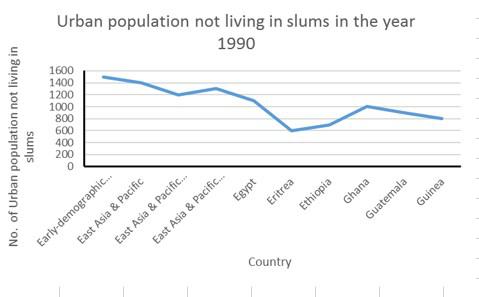 Urban population not living in slums in the year
1990
No. of Urban population not living in
slums
1600
1400
1200
1000
800
600
400
200
0
Early-demographic...
East Asia & Pacific
East Asia & Pacific...
East Asia & Pacific...
Egypt
Eritrea
Ethiopia
Ghana
Guatemala
Guinea
Country